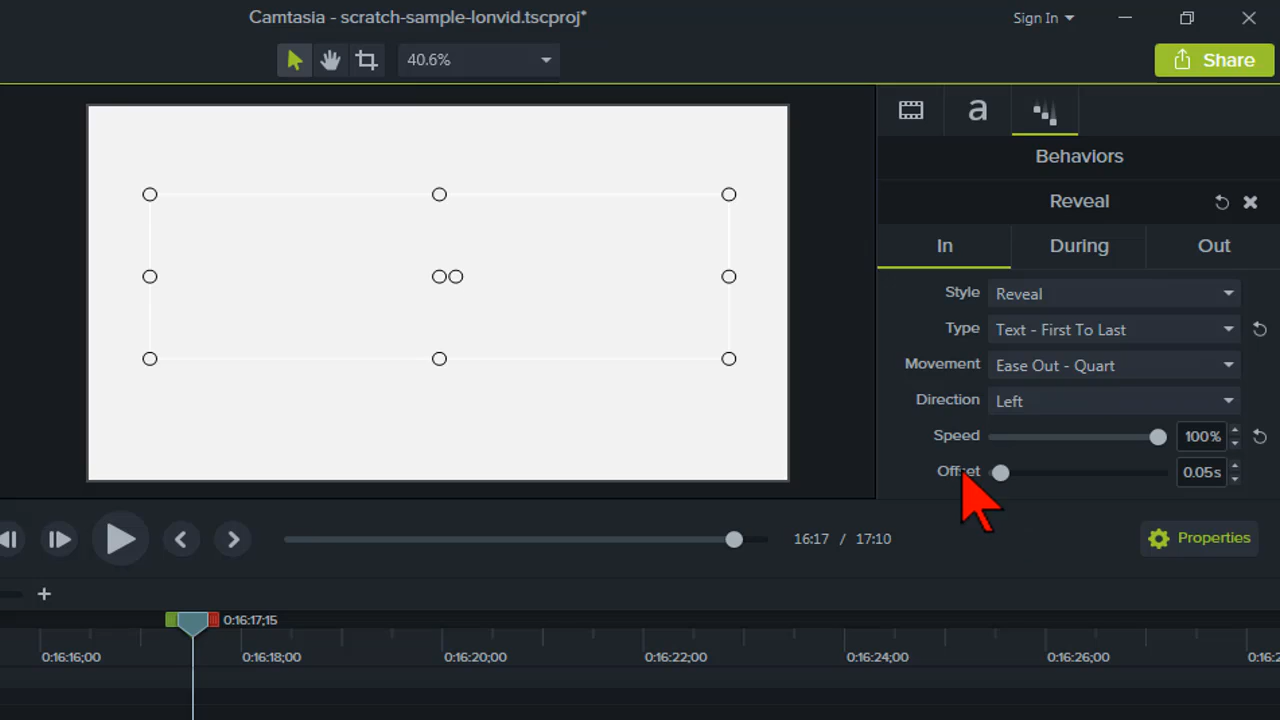 Camtasia - scratch-sample-lonvid.tscproj*
Sign In
40.6%
Share
a
Behaviors
Reveal
In During Out
Style Reveal
Type Text - First To Last
Movement Ease Out - Quart
Direction Left
Speed 100%
Offset 0.05s
16:17 / 17:10
Properties
0:16:17;15
0:16:16;00 0:16:18;00 0:16:20;00 0:16:22;00 0:16:24;00 0:16:26;00